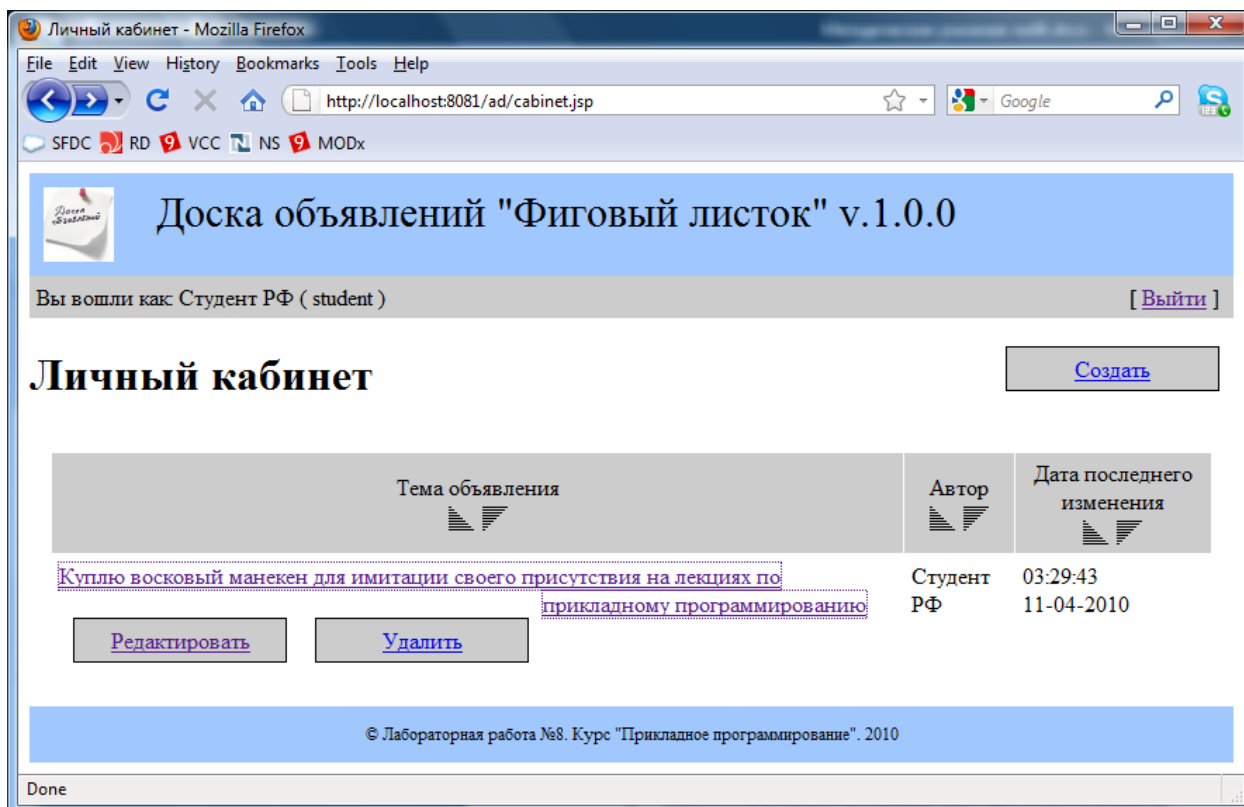 Личный кабинет - Mozilla Firefox
File Edit View History Bookmarks Tools Help
http://localhost:8081/ad/cabinet.jsp
Google
SFDC RD VCC NS MODx
Доска объявлений
Доска объявлений "Фиговый листок" v.1.0.0
Вы вошли как: Студент РФ ( student )
[ Выйти ]
Личный кабинет
Создать
Тема объявления
Автор
Дата последнего
изменения
Куплю восковый манекен для имитации своего присутствия на лекциях по
прикладному программированию
Студент
РФ
03:29:43
11-04-2010
Редактировать
Удалить
© Лабораторная работа №8. Курс "Прикладное программирование". 2010
Done